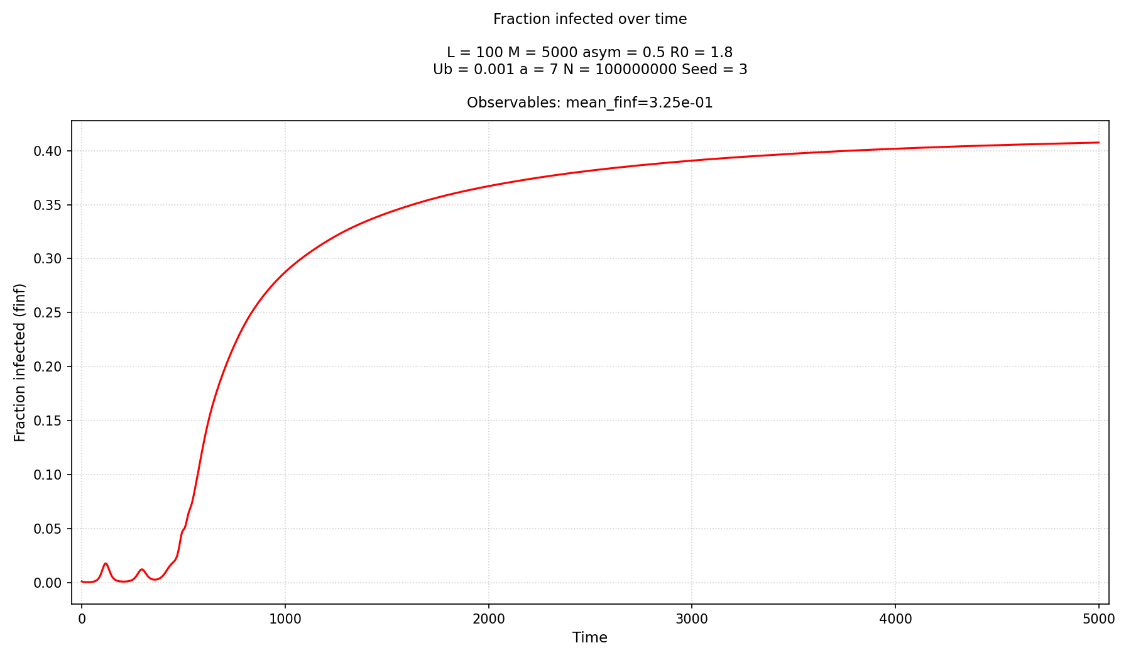 Fraction infected over time
L = 100 M = 5000 asym = 0.5 R0 = 1.8
Ub = 0.001 a = 7 N = 100000000 Seed = 3
Observables: mean_finf=3.25e-01
Fraction infected (finf)
0.40
0.35
0.30
0.25
0.20
0.15
0.10
0.05
0.00
0
1000
2000
3000
4000
5000
Time